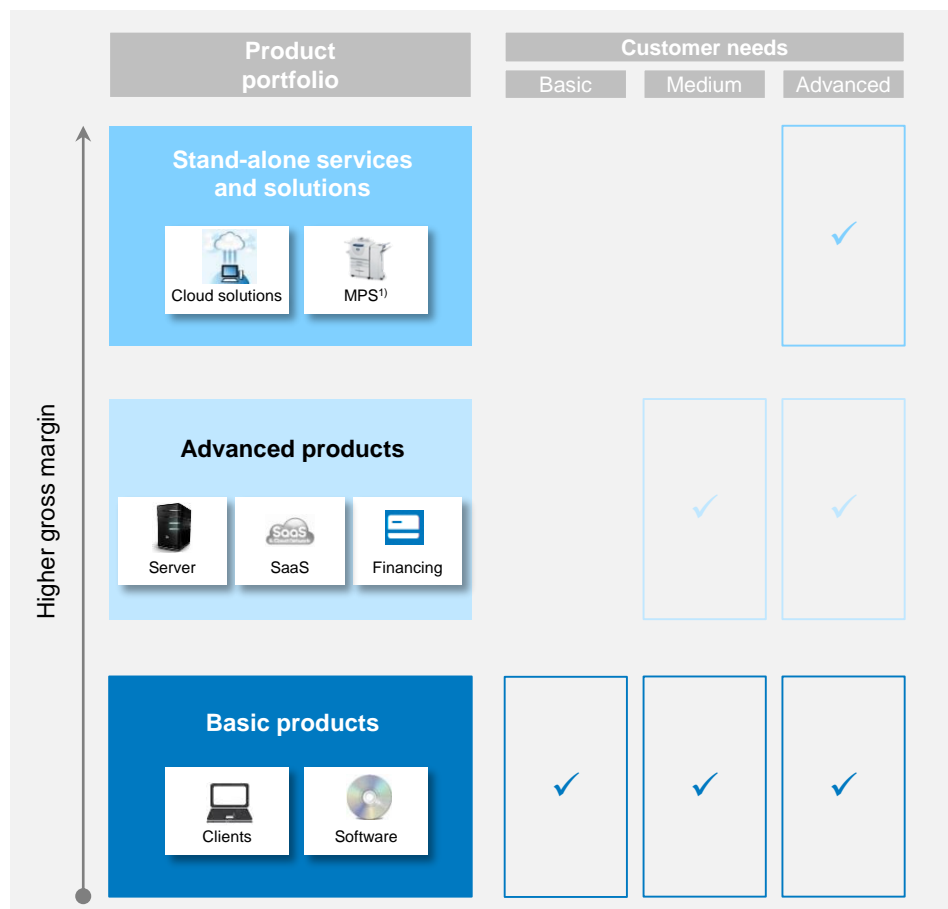 Product
portfolio
Customer needs
Basic
Medium
Advanced
Higher gross margin
Stand-alone services
and solutions
Cloud solutions
MPS¹⁾
Advanced products
SaaS
Server
SaaS
Financing
Basic products
Clients
Software